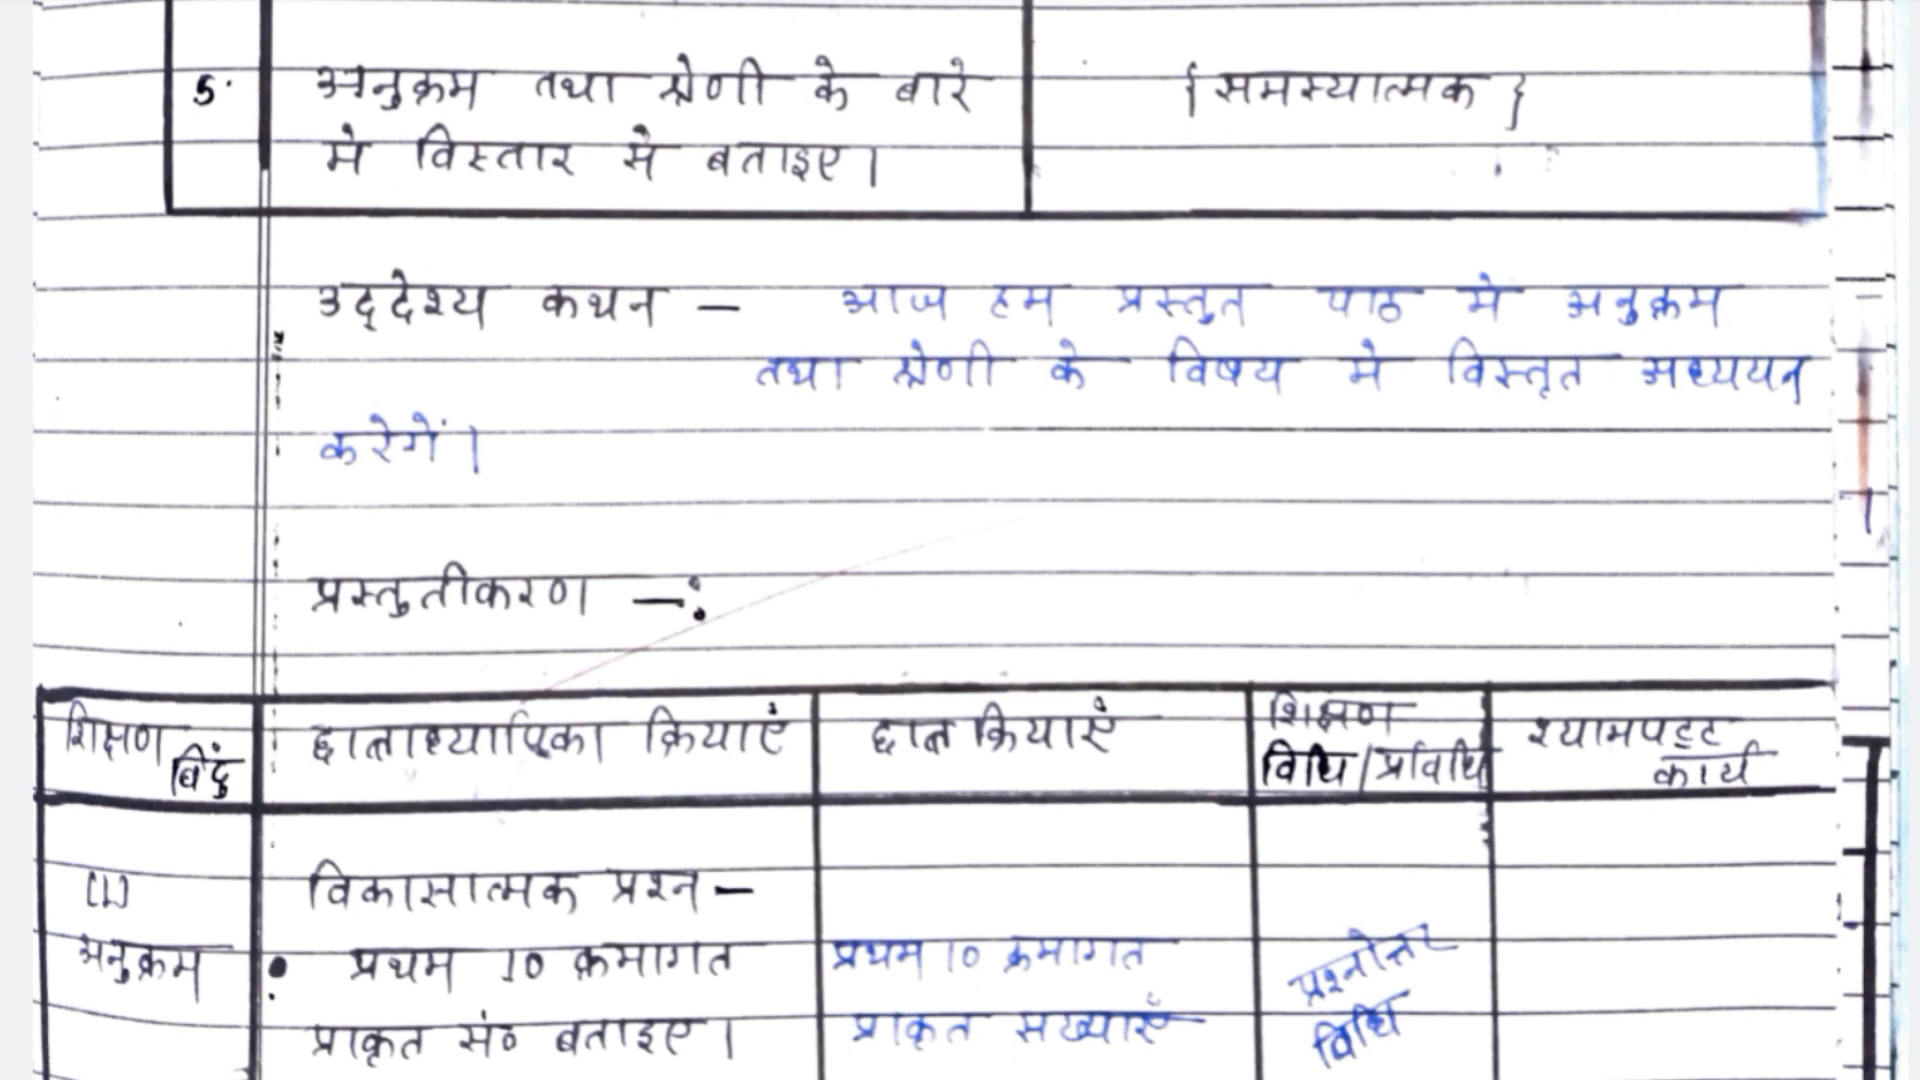 5. अनुक्रम तथा श्रेणी के बारे {समस्यात्मक}
मे विस्तार से बताइए।
उद्देश्य कथन — आज हम प्रस्तुत पाठ मे अनुक्रम
तथा श्रेणी के विषय मे विस्तृत अध्ययन
करेगें।
प्रस्तुतीकरण —:
शिक्षण बिंदु
छात्राध्यापिका क्रियाएं
छात्र क्रियाएं
शिक्षण
विधि/प्रविधि
श्यामपट्ट
कार्य
(1) विकासात्मक प्रश्न —
अनुक्रम • प्रथम 10 क्रमागत प्रथम 10 क्रमागत प्रश्नोत्तर
प्राकृत सं० बताइए। प्राकृत संख्याएँ विधि